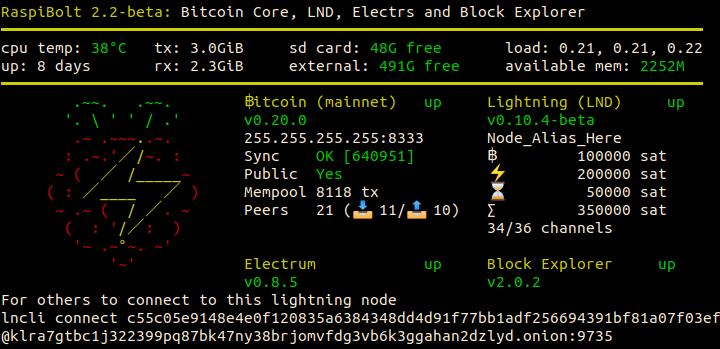 RaspiBolt 2.2-beta: Bitcoin Core, LND, Electrs and Block Explorer
cpu temp: 38°C tx: 3.0GiB sd card: 48G free load: 0.21, 0.21, 0.22
up: 8 days rx: 2.3GiB external: 491G free available mem: 2252M
₿itcoin (mainnet) up Lightning (LND) up
v0.20.0 v0.10.4-beta
255.255.255.255:8333 Node_Alias_Here
Sync OK [640951] ₿ 100000 sat
Public Yes ⚡ 200000 sat
Mempool 8118 tx ⏳ 50000 sat
Peers 21 (📥 11/📤 10) ∑ 350000 sat
34/36 channels
Electrum up Block Explorer up
v0.8.5 v2.0.2
For others to connect to this lightning node
lncli connect c55c05e9148e4e0f120835a6384348dd4d91f77bb1adf256694391bf81a07f03ef
@klra7gtbc1j322399pq87bk47ny38brjomvfdg3vb6k3ggahan2dzlyd.onion:9735